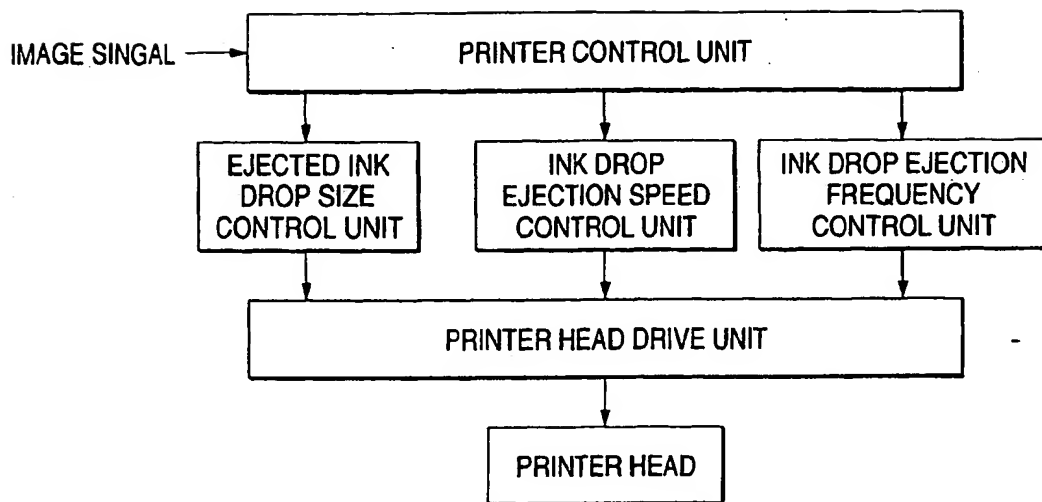 IMAGE SINGAL
PRINTER CONTROL UNIT
EJECTED INK
DROP SIZE
CONTROL UNIT
INK DROP
EJECTION SPEED
CONTROL UNIT
INK DROP EJECTION
FREQUENCY
CONTROL UNIT
PRINTER HEAD DRIVE UNIT
PRINTER HEAD